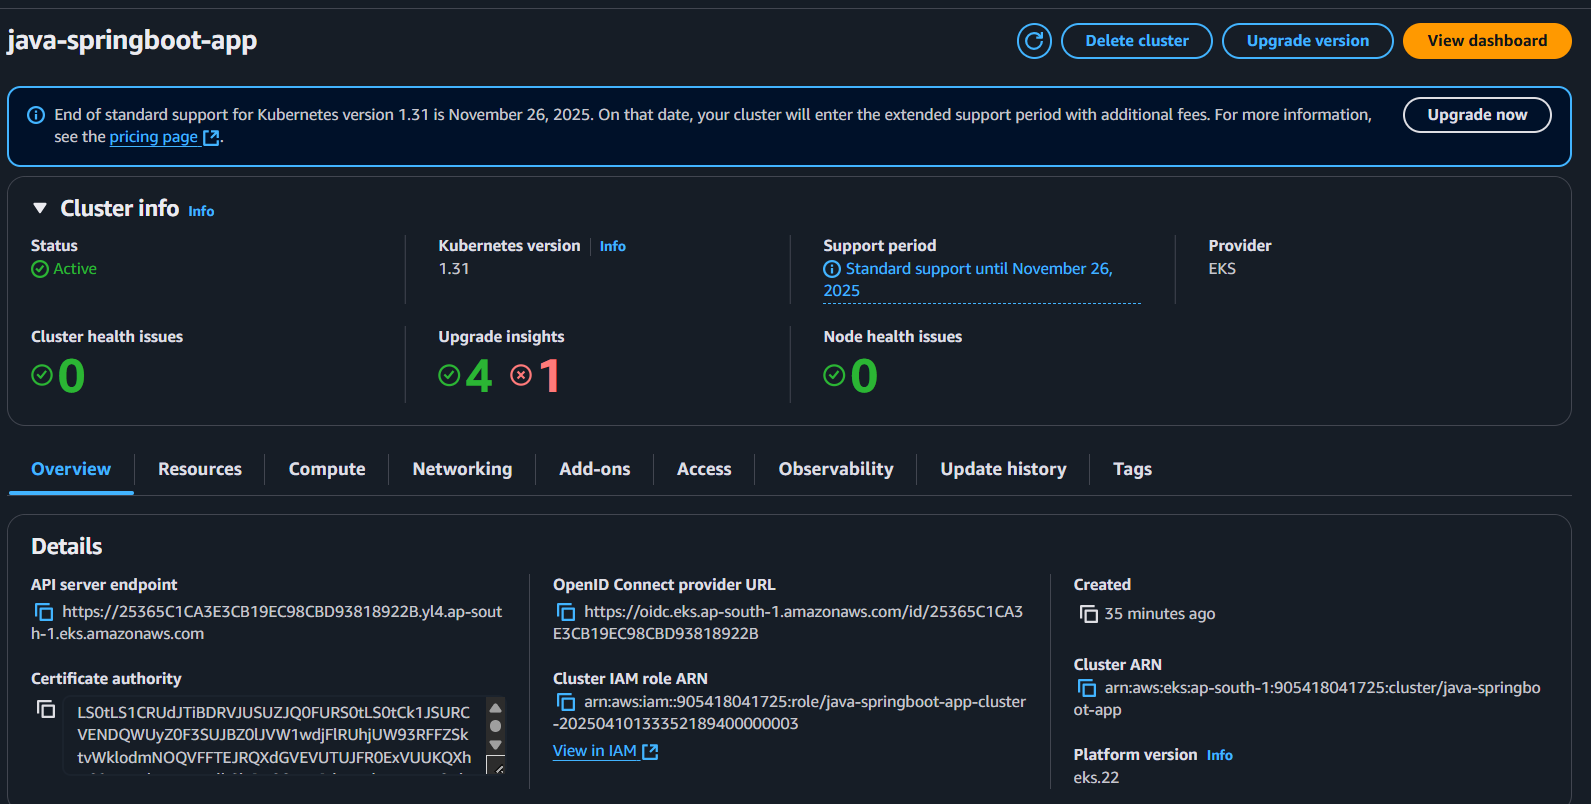 java-springboot-app
Delete cluster
Upgrade version
View dashboard
End of standard support for Kubernetes version 1.31 is November 26, 2025. On that date, your cluster will enter the extended support period with additional fees. For more information,
see the pricing page.
Upgrade now
Cluster info Info
Status
Active
Kubernetes version Info
1.31
Support period
Standard support until November 26,
2025
Provider
EKS
Cluster health issues
0
Upgrade insights
4 1
Node health issues
0
Overview
Resources
Compute
Networking
Add-ons
Access
Observability
Update history
Tags
Details
API server endpoint
https://25365C1CA3E3CB19EC98CBD93818922B.yl4.ap-sout
h-1.eks.amazonaws.com
Certificate authority
LS0tLS1CRUdJTiBDRVJUSUZJQ0FURS0tLS0tCk1JSURC
VENDQWUyZ0F3SUJBZ0lJVW1wdjFlRUhjUW93RFFZSk
tvWklodmNOQVFFTEJRQXdGVEVUTUJFR0ExVUUKQXh
OpenID Connect provider URL
https://oidc.eks.ap-south-1.amazonaws.com/id/25365C1CA3
E3CB19EC98CBD93818922B
Cluster IAM role ARN
arn:aws:iam::905418041725:role/java-springboot-app-cluster
-20250410133352189400000003
View in IAM
Created
35 minutes ago
Cluster ARN
arn:aws:eks:ap-south-1:905418041725:cluster/java-springbo
ot-app
Platform version Info
eks.22